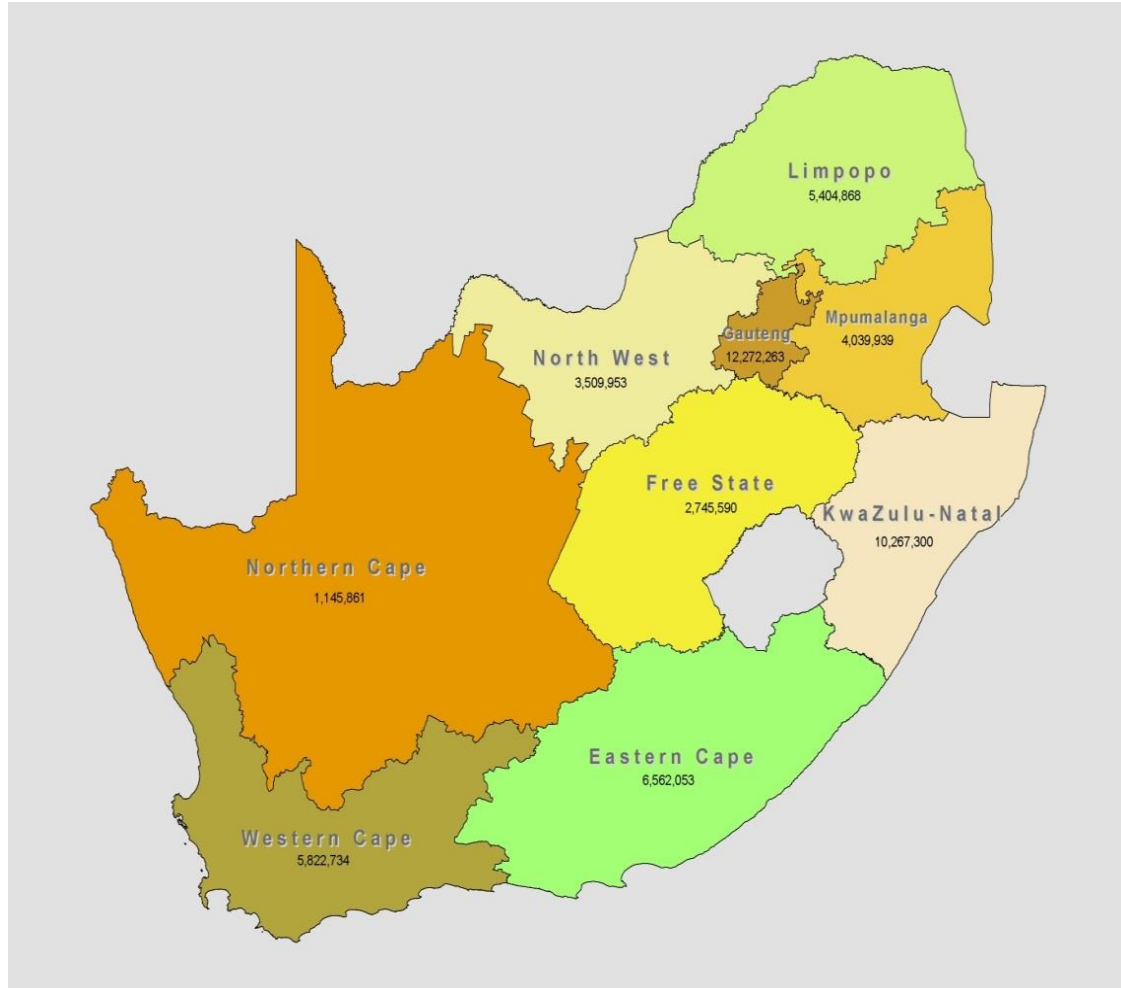 Limpopo
5,404,868
Mpumalanga
4,039,939
Gauteng
12,272,263
North West
3,509,953
Free State
2,745,590
KwaZulu-Natal
10,267,300
Northern Cape
1,145,861
Eastern Cape
6,562,053
Western Cape
5,822,734